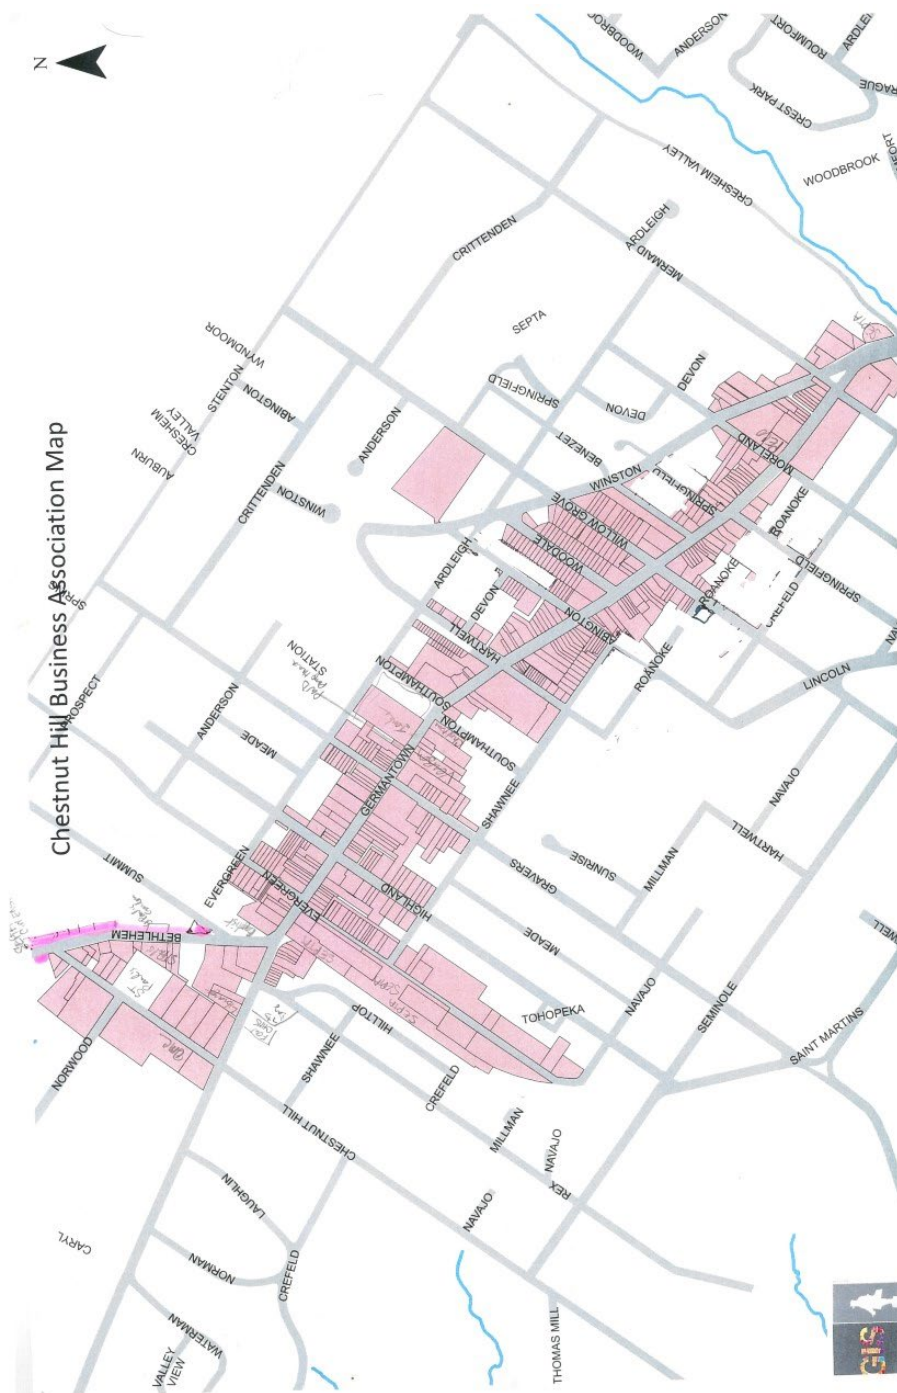 N
Chestnut Hill Business Association Map
WOODBROOK
ANDERSON
ROUMFORT
CREST PARK
WOODBROOK
CRESHEIM VALLEY
CRITTENDEN
ARDLEIGH
MERMAID
SEPTA
WYNDMOOR
STENTON
CRESHEIM
VALLEY
AUBURN
ABINGTON
ANDERSON
CRITTENDEN
WINSTON
SPRINGFIELD
DEVON
DEVON
BENEZET
WINSTON
MORELAND
SPRINGFIELD
WILLOW GROVE
WOODALE
ROANOKE
ROANOKE
SPRINGFIELD
ARDLEIGH
DEVON
HARTWELL
ABINGTON
ROANOKE
LINCOLN
PROSPECT
ANDERSON
MEADE
STATION
SOUTHAMPTON
SOUTHAMPTON
GERMANTOWN
SHAWNEE
SUMMIT
EVERGREEN
EVERGREEN
HIGHLAND
GRAVERS
SUNRISE
MILLMAN
HARTWELL
NAVAJO
MEADE
BETHLEHEM
NORWOOD
SHAWNEE
HILLTOP
TOHOPEKA
NAVAJO
SEMINOLE
SAINT MARTINS
CHESTNUT HILL
CREFELD
MILLMAN
NAVAJO
REX
NAVAJO
LAUGHLIN
NORMAN
CREFELD
CARYL
WATERMAN
VALLEY
VIEW
THOMAS MILL
SEPTA
GIS